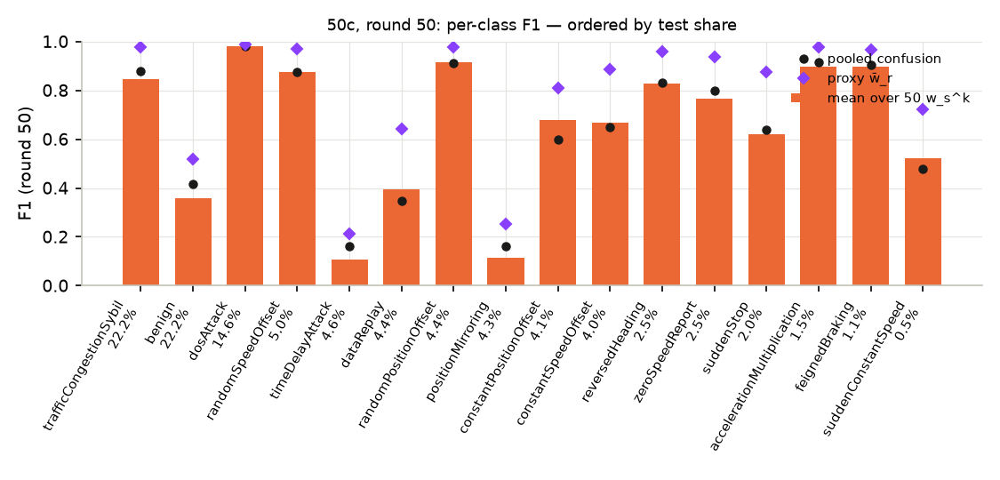 50c, round 50: per-class F1 — ordered by test share
F1 (round 50)
1.0
0.8
0.6
0.4
0.2
0.0
pooled confusion
proxy w̄_r
mean over 50 w_s^k
trafficCongestionSybil
22.2%
benign
22.2%
dosAttack
14.6%
randomSpeedOffset
5.0%
timeDelayAttack
4.6%
dataReplay
4.4%
randomPositionOffset
4.4%
positionMirroring
4.3%
constantPositionOffset
4.1%
constantSpeedOffset
4.0%
reversedHeading
2.5%
zeroSpeedReport
2.5%
suddenStop
2.0%
accelerationMultiplication
1.5%
feignedBraking
1.1%
suddenConstantSpeed
0.5%